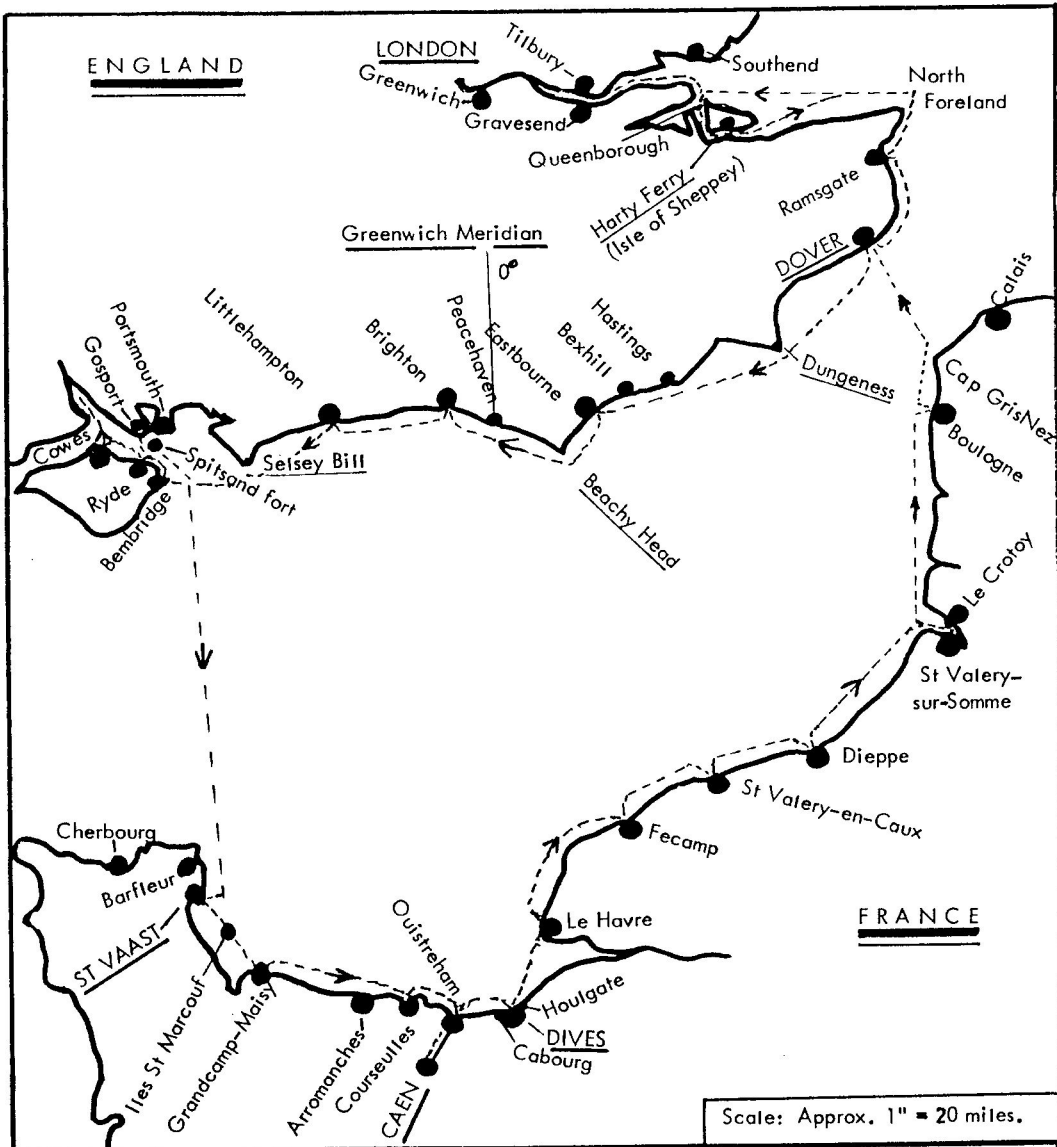 ENGLAND
LONDON
Tilbury
Southend
Greenwich
Gravesend
North
Foreland
Queenborough
Harty Ferry
(Isle of Sheppey)
Ramsgate
Greenwich Meridian
0°
DOVER
Calais
Portsmouth
Gosport
Littlehampton
Brighton
Peacehaven
Eastbourne
Bexhill
Hastings
Dungeness
Cap GrisNez
Boulogne
Cowes
Ryde
Bembridge
Spitsand fort
Selsey Bill
Beachy Head
Le Crotoy
St Valery-
sur-Somme
Dieppe
St Valery-en-Caux
Fecamp
Cherbourg
Barfleur
ST VAAST
Iles St Marcouf
Grandcamp-Maisy
Arromanches
Courseulles
Ouistreham
CAEN
Le Havre
Houlgate
DIVES
Cabourg
FRANCE
Scale: Approx. 1" = 20 miles.